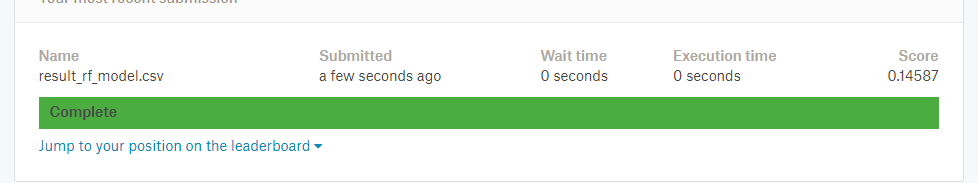 Your most recent submission
Name Submitted Wait time Execution time Score
result_rf_model.csv a few seconds ago 0 seconds 0 seconds 0.14587
Complete
Jump to your position on the leaderboard